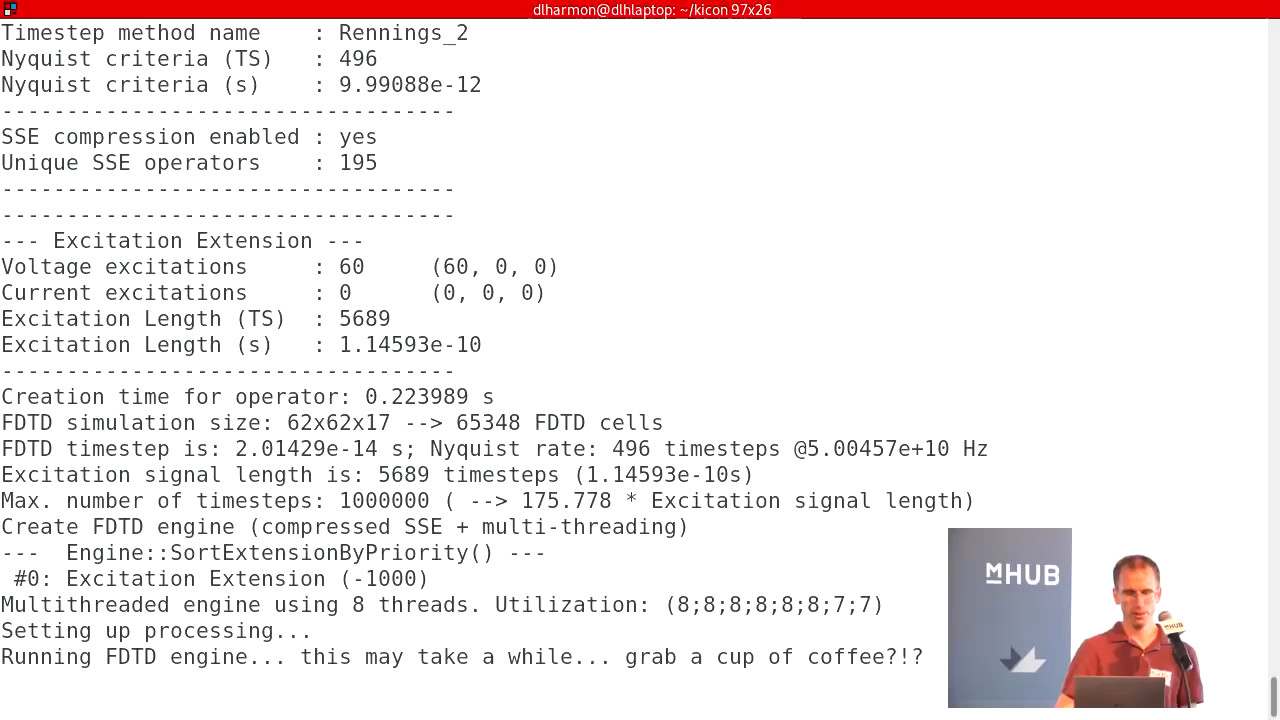 dlharmon@dlhlaptop: ~/kicon 97x26
Timestep method name    : Rennings_2
Nyquist criteria (TS)   : 496
Nyquist criteria (s)    : 9.99088e-12
-----------------------------------
SSE compression enabled : yes
Unique SSE operators    : 195
-----------------------------------
-----------------------------------
--- Excitation Extension ---
Voltage excitations     : 60     (60, 0, 0)
Current excitations     : 0      (0, 0, 0)
Excitation Length (TS)  : 5689
Excitation Length (s)   : 1.14593e-10
-----------------------------------
Creation time for operator: 0.223989 s
FDTD simulation size: 62x62x17 --> 65348 FDTD cells
FDTD timestep is: 2.01429e-14 s; Nyquist rate: 496 timesteps @5.00457e+10 Hz
Excitation signal length is: 5689 timesteps (1.14593e-10s)
Max. number of timesteps: 1000000 ( --> 175.778 * Excitation signal length)
Create FDTD engine (compressed SSE + multi-threading)
---  Engine::SortExtensionByPriority() ---
 #0: Excitation Extension (-1000)
Multithreaded engine using 8 threads. Utilization: (8;8;8;8;8;8;7;7)
Setting up processing...
Running FDTD engine... this may take a while... grab a cup of coffee?!?
MHUB
MHUB